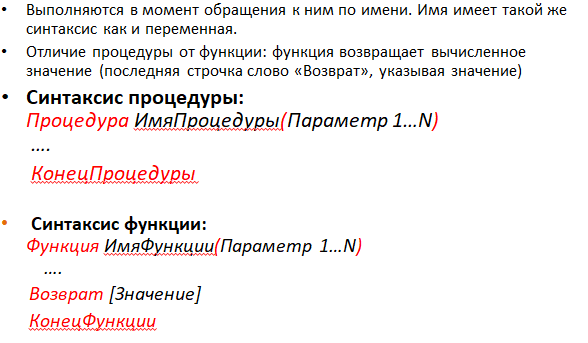 • Выполняются в момент обращения к ним по имени. Имя имеет такой же
синтаксис как и переменная.
• Отличие процедуры от функции: функция возвращает вычисленное
значение (последняя строчка слово «Возврат», указывая значение)
• Синтаксис процедуры:
Процедура ИмяПроцедуры(Параметр 1...N)
....
КонецПроцедуры
• Синтаксис функции:
Функция ИмяФункции(Параметр 1...N)
....
Возврат [Значение]
КонецФункции